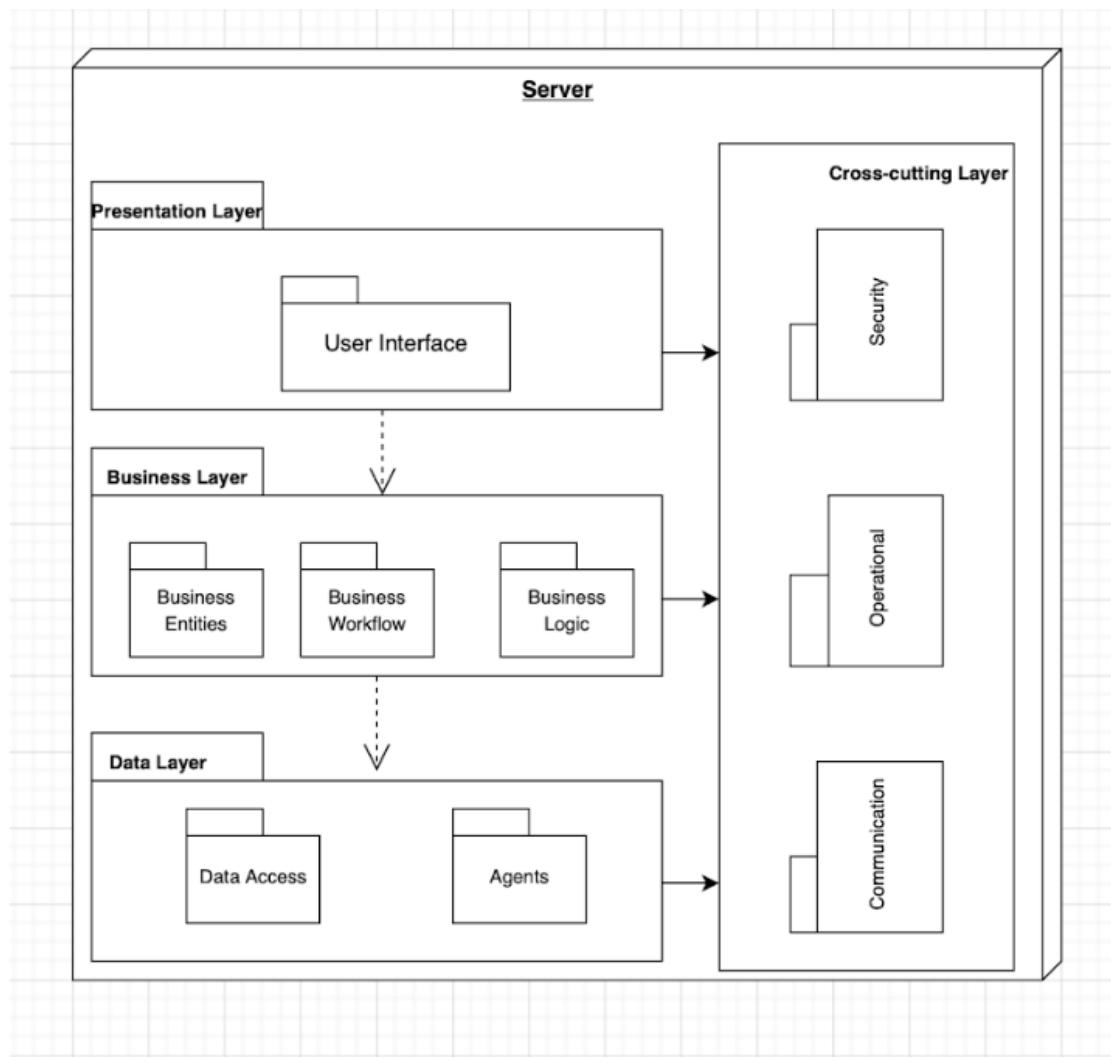 Server
Cross-cutting Layer
Presentation Layer
User Interface
Security
Business Layer
Business
Entities
Business
Workflow
Business
Logic
Operational
Data Layer
Data Access
Agents
Communication